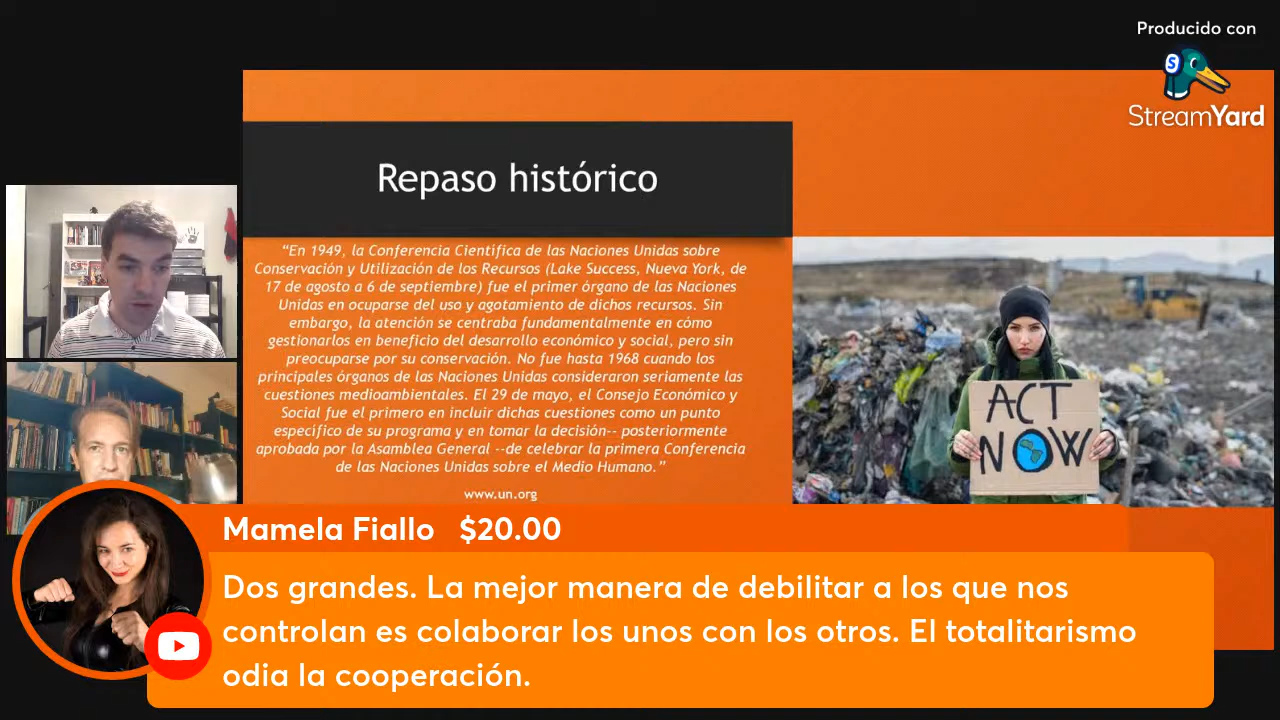 Producido con
StreamYard
Repaso histórico
“En 1949, la Conferencia Científica de las Naciones Unidas sobre
Conservación y Utilización de los Recursos (Lake Success, Nueva York, de
17 de agosto a 6 de septiembre) fue el primer órgano de las Naciones
Unidas en ocuparse del uso y agotamiento de dichos recursos. Sin
embargo, la atención se centraba fundamentalmente en cómo
gestionarlos en beneficio del desarrollo económico y social, pero sin
preocuparse por su conservación. No fue hasta 1968 cuando los
principales órganos de las Naciones Unidas consideraron seriamente las
cuestiones medioambientales. El 29 de mayo, el Consejo Económico y
Social fue el primero en incluir dichas cuestiones como un punto
específico de su programa y en tomar la decisión-- posteriormente
aprobada por la Asamblea General --de celebrar la primera Conferencia
de las Naciones Unidas sobre el Medio Humano.”
www.un.org
ACT
NOW
Mamela Fiallo $20.00
Dos grandes. La mejor manera de debilitar a los que nos
controlan es colaborar los unos con los otros. El totalitarismo
odia la cooperación.